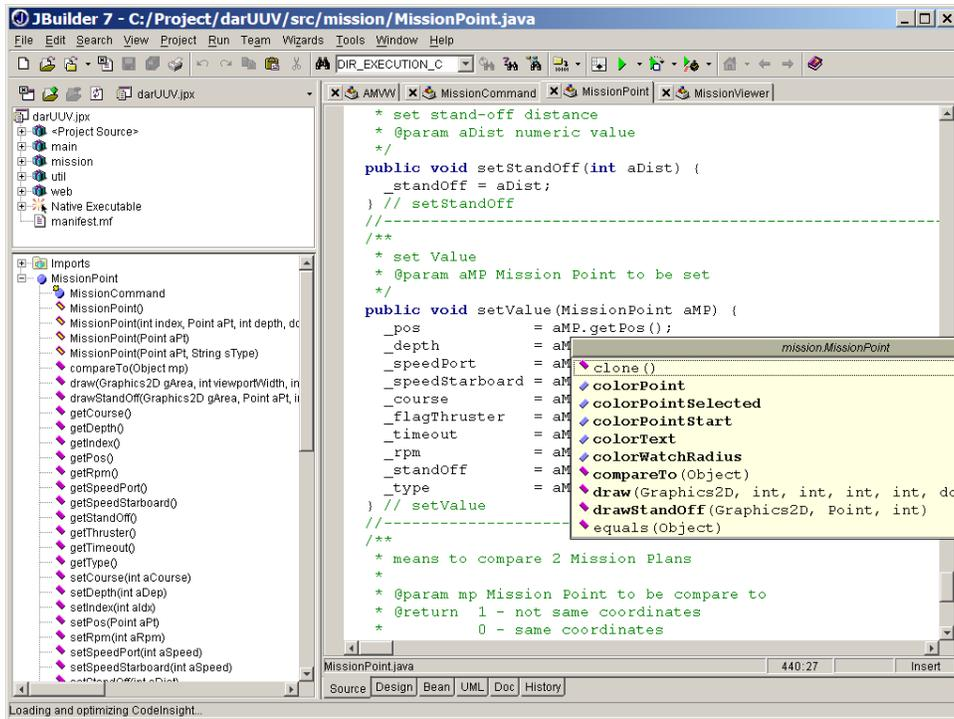 JBuilder 7 - C:/Project/darUUV/src/mission/MissionPoint.java
File Edit Search View Project Run Team Wizards Tools Window Help
DIR_EXECUTION_C
darUUV.jpx
AMVW MissionCommand MissionPoint MissionViewer
darUUV.jpx
<Project Source>
main
mission
util
web
Native Executable
manifest.mf
Imports
MissionPoint
MissionCommand
MissionPoint()
MissionPoint(int index, Point aPt, int depth, do
MissionPoint(Point aPt)
MissionPoint(Point aPt, String sType)
compareTo(Object mp)
draw(Graphics2D gArea, int viewportWidth, in
drawStandOff(Graphics2D gArea, Point aPt, i
getCourse()
getDepth()
getIndex()
getPos()
getRpm()
getSpeedPort()
getSpeedStarboard()
getStandOff()
getThruster()
getTimeout()
getType()
setCourse(int aCourse)
setDepth(int aDep)
setIndex(int aIdx)
setPos(Point aPt)
setRpm(int aRpm)
setSpeedPort(int aSpeed)
setSpeedStarboard(int aSpeed)
setStandOff(int aDist)
* set stand-off distance
* @param aDist numeric value
*/
public void setStandOff(int aDist) {
_standOff = aDist;
} // setStandOff
//----------------------------------------------------------------
/**
* set Value
* @param aMP Mission Point to be set
*/
public void setValue(MissionPoint aMP) {
_pos = aMP.getPos();
_depth = aM
_speedPort = aM
_speedStarboard = aM
_course = aM
_flagThruster = aM
_timeout = aM
_rpm = aM
_standOff = aM
_type = aM
} // setValue
//---------------------
/**
* means to compare 2 Mission Plans
*
* @param mp Mission Point to be compare to
* @return 1 - not same coordinates
* 0 - same coordinates
mission.MissionPoint
clone()
colorPoint
colorPointSelected
colorPointStart
colorText
colorWatchRadius
compareTo(Object)
draw(Graphics2D, int, int, int, int, do
drawStandOff(Graphics2D, Point, int)
equals(Object)
MissionPoint.java 440:27 Insert
Source Design Bean UML Doc History
Loading and optimizing CodeInsight...